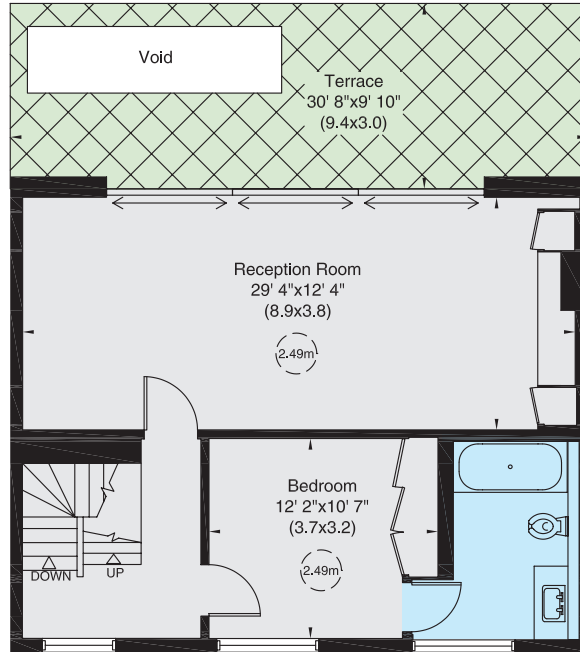 Void
Terrace
30' 8"x9' 10"
(9.4x3.0)
Reception Room
29' 4"x12' 4"
(8.9x3.8)
2.49m
Bedroom
12' 2"x10' 7"
(3.7x3.2)
2.49m
DOWN
UP